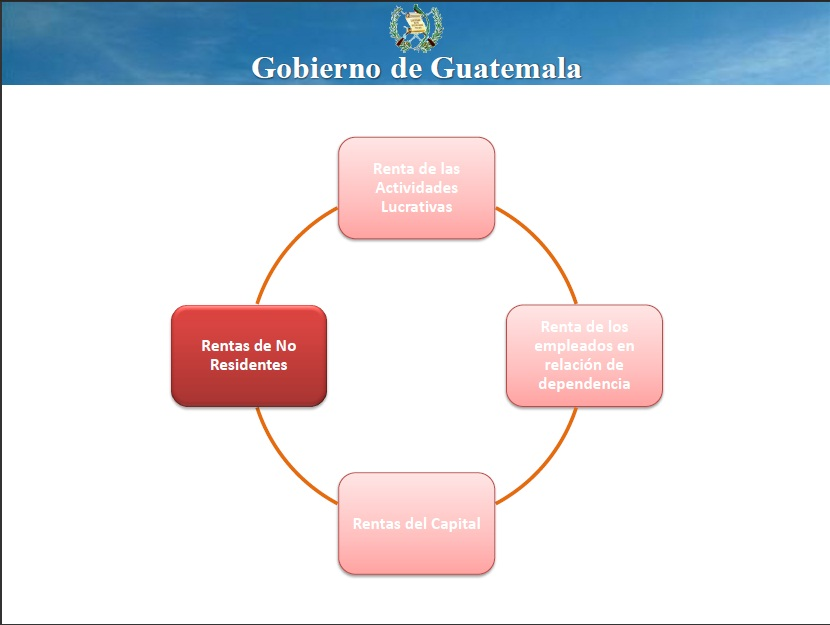 Gobierno de Guatemala
Renta de las
Actividades
Lucrativas
Rentas de No
Residentes
Renta de los
empleados en
relación de
dependencia
Rentas del Capital